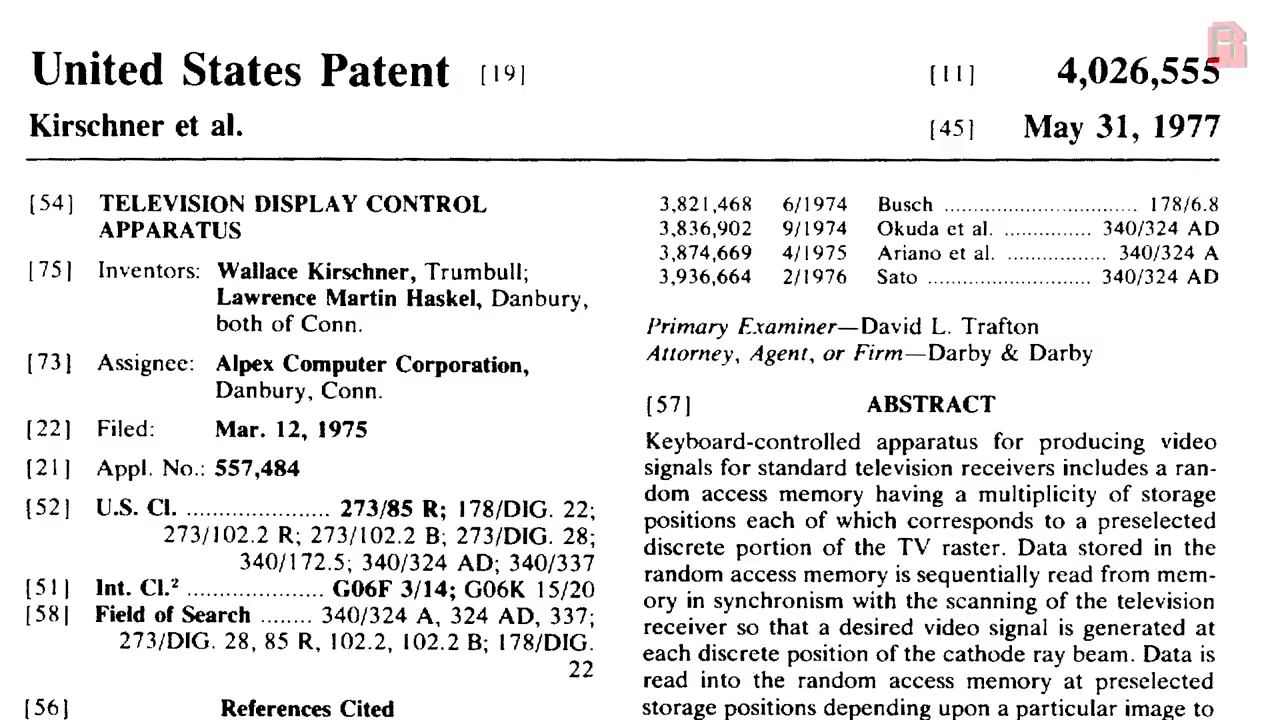 United States Patent [19]
[11] 4,026,555
Kirschner et al.
[45] May 31, 1977
[54] TELEVISION DISPLAY CONTROL
APPARATUS
[75] Inventors: Wallace Kirschner, Trumbull;
Lawrence Martin Haskel, Danbury,
both of Conn.
[73] Assignee: Alpex Computer Corporation,
Danbury, Conn.
[22] Filed: Mar. 12, 1975
[21] Appl. No.: 557,484
[52] U.S. Cl. ...................... 273/85 R; 178/DIG. 22;
273/102.2 R; 273/102.2 B; 273/DIG. 28;
340/172.5; 340/324 AD; 340/337
[51] Int. Cl.² ..................... G06F 3/14; G06K 15/20
[58] Field of Search ........ 340/324 A, 324 AD, 337;
273/DIG. 28, 85 R, 102.2, 102.2 B; 178/DIG.
22
[56] References Cited
3,821,468 6/1974 Busch ................................ 178/6.8
3,836,902 9/1974 Okuda et al. ............... 340/324 AD
3,874,669 4/1975 Ariano et al. ................. 340/324 A
3,936,664 2/1976 Sato ........................... 340/324 AD
Primary Examiner—David L. Trafton
Attorney, Agent, or Firm—Darby & Darby
[57] ABSTRACT
Keyboard-controlled apparatus for producing video
signals for standard television receivers includes a ran-
dom access memory having a multiplicity of storage
positions each of which corresponds to a preselected
discrete portion of the TV raster. Data stored in the
random access memory is sequentially read from mem-
ory in synchronism with the scanning of the television
receiver so that a desired video signal is generated at
each discrete position of the cathode ray beam. Data is
read into the random access memory at preselected
storage positions depending upon a particular image to